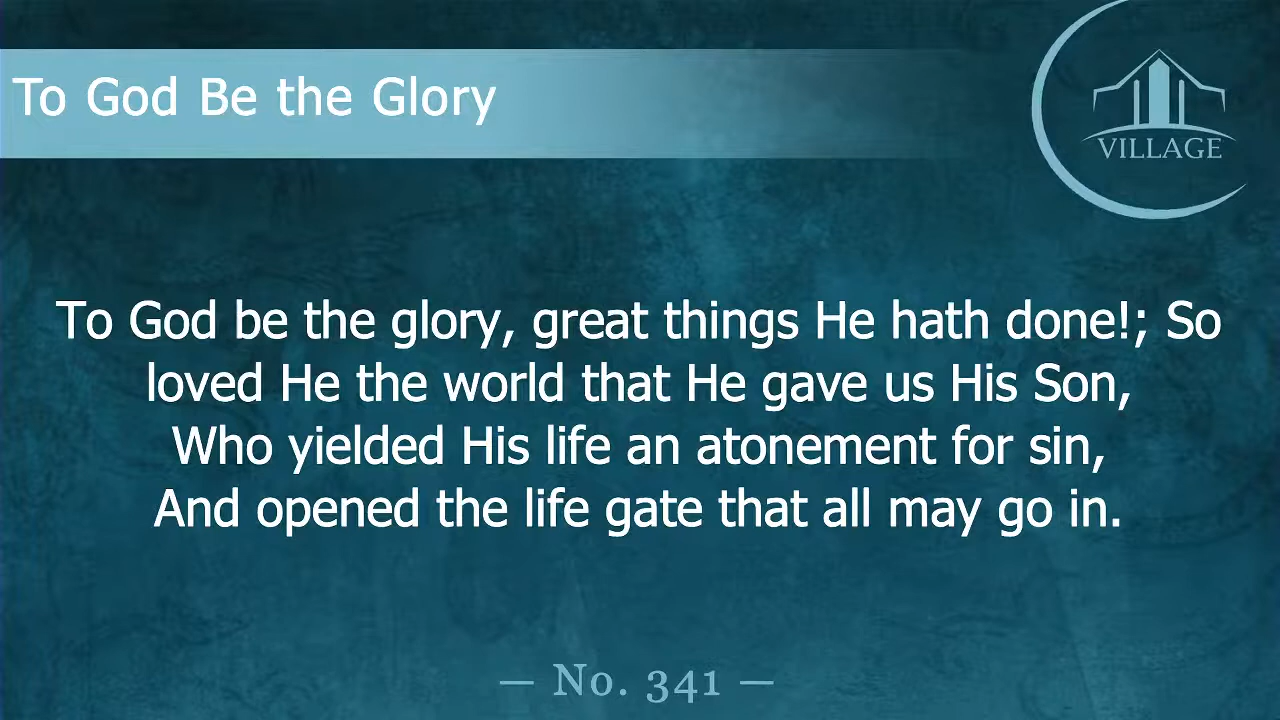 To God Be the Glory
VILLAGE
To God be the glory, great things He hath done!; So
loved He the world that He gave us His Son,
Who yielded His life an atonement for sin,
And opened the life gate that all may go in.
— No. 341 —